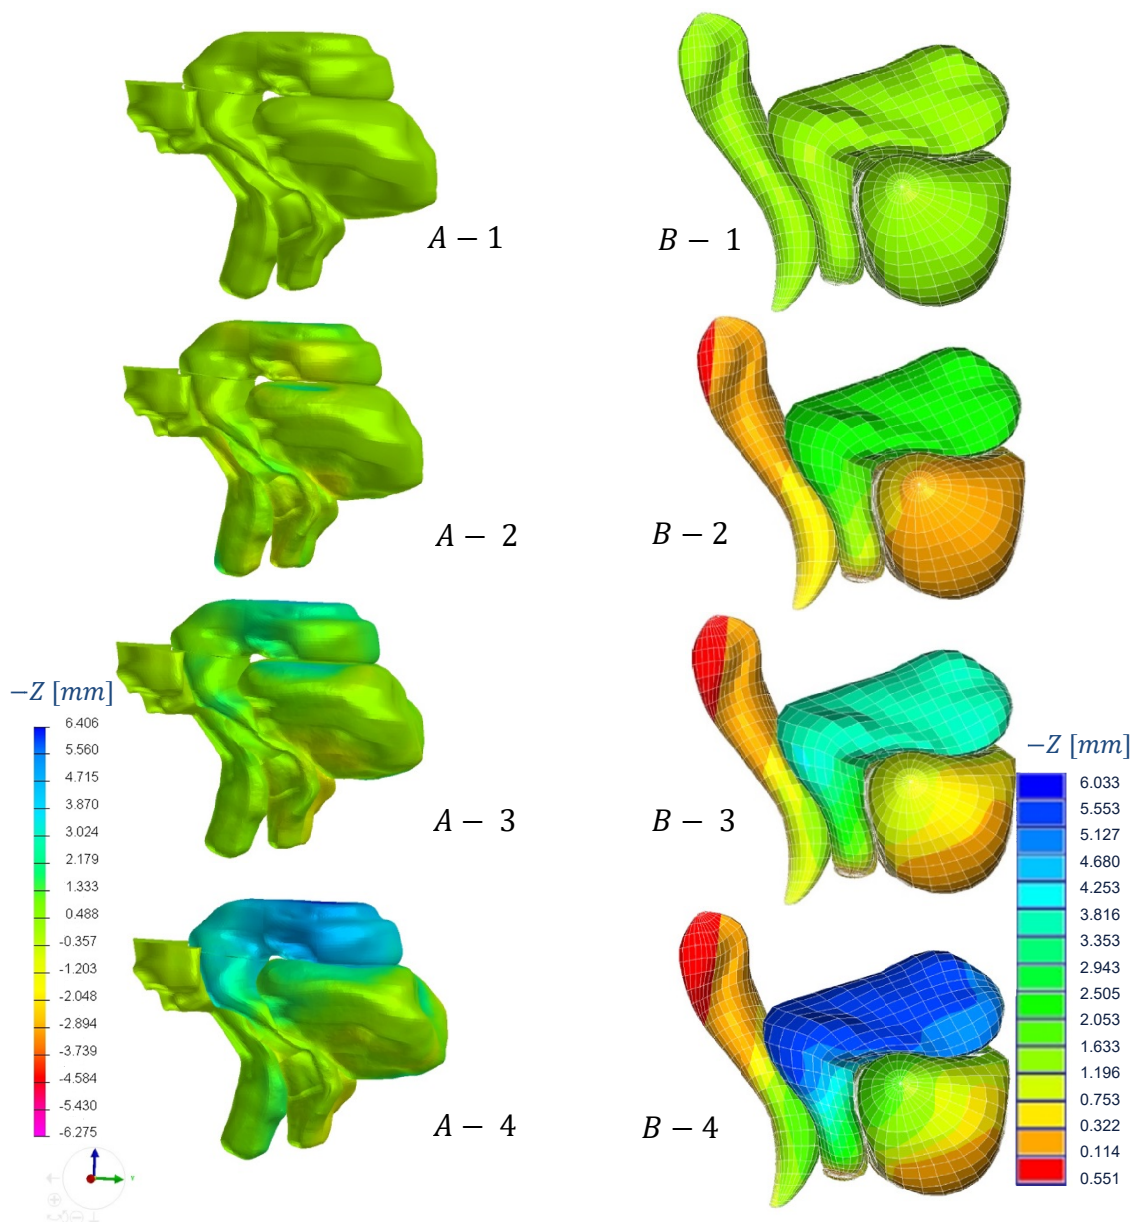 A − 1
B − 1
A − 2
B − 2
−Z [mm]
6.406
5.560
4.715
3.870
3.024
2.179
1.333
0.488
-0.357
-1.203
-2.048
-2.894
-3.739
-4.584
-5.430
-6.275
A − 3
B − 3
−Z [mm]
6.033
5.553
5.127
4.680
4.253
3.816
3.353
2.943
2.505
2.053
1.633
1.196
0.753
0.322
0.114
0.551
A − 4
B − 4
Y